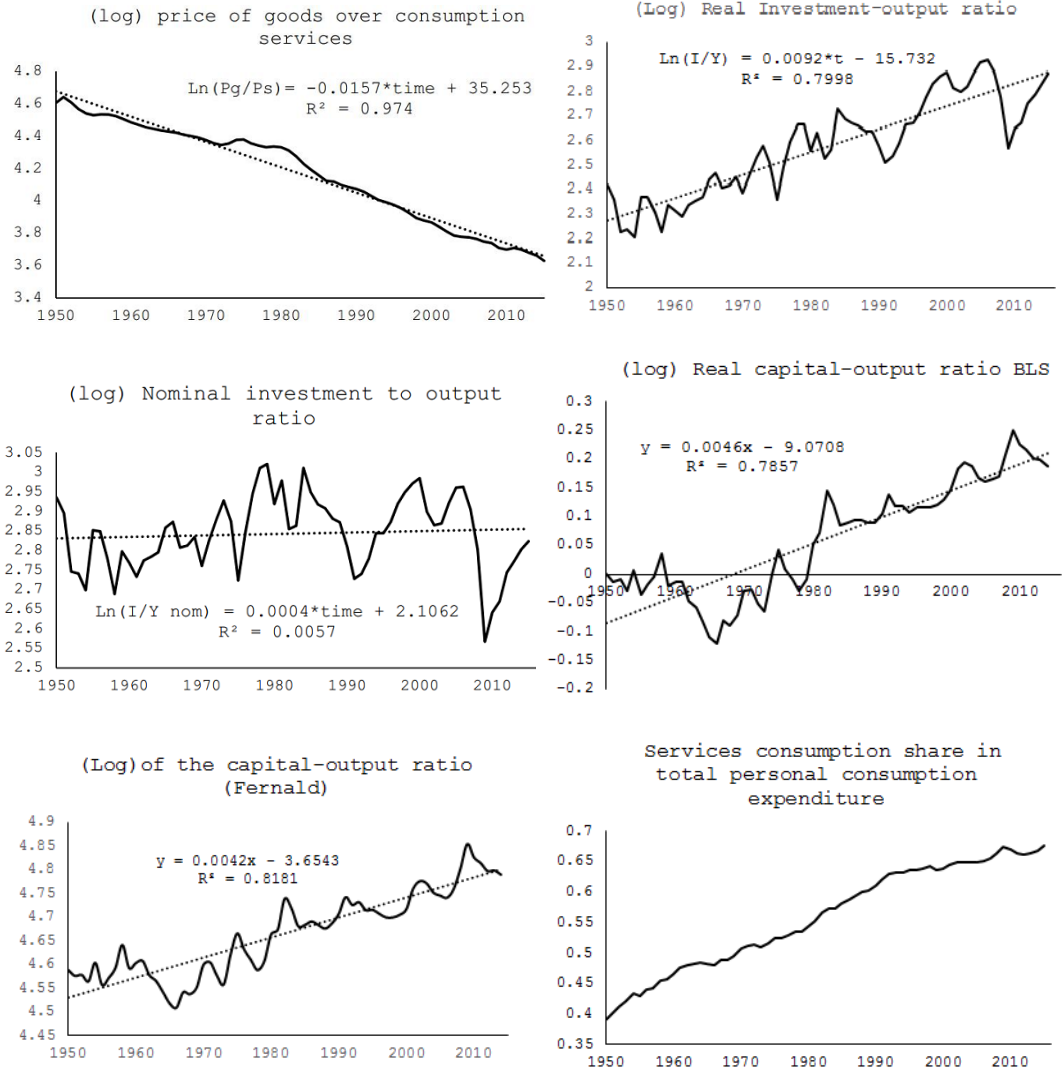 (log) price of goods over consumption
services
4.8
4.6
4.4
4.2
4
3.8
3.6
3.4
1950 1960 1970 1980 1990 2000 2010
Ln(Pg/Ps)= -0.0157*time + 35.253
R² = 0.974
(Log) Real Investment-output ratio
3
2.9
2.8
2.7
2.6
2.5
2.4
2.3
2.2
2.1
2
1950 1960 1970 1980 1990 2000 2010
Ln(I/Y) = 0.0092*t - 15.732
R² = 0.7998
(log) Nominal investment to output
ratio
3.05
3
2.95
2.9
2.85
2.8
2.75
2.7
2.65
2.6
2.55
2.5
1950 1960 1970 1980 1990 2000 2010
Ln(I/Y nom) = 0.0004*time + 2.1062
R² = 0.0057
(log) Real capital-output ratio BLS
0.3
0.25
0.2
0.15
0.1
0.05
0
-0.05
-0.1
-0.15
-0.2
1950 1960 1970 1980 1990 2000 2010
y = 0.0046x - 9.0708
R² = 0.7857
(Log)of the capital-output ratio
(Fernald)
4.9
4.85
4.8
4.75
4.7
4.65
4.6
4.55
4.5
4.45
1950 1960 1970 1980 1990 2000 2010
y = 0.0042x - 3.6543
R² = 0.8181
Services consumption share in
total personal consumption
expenditure
0.7
0.65
0.6
0.55
0.5
0.45
0.4
0.35
1950 1960 1970 1980 1990 2000 2010